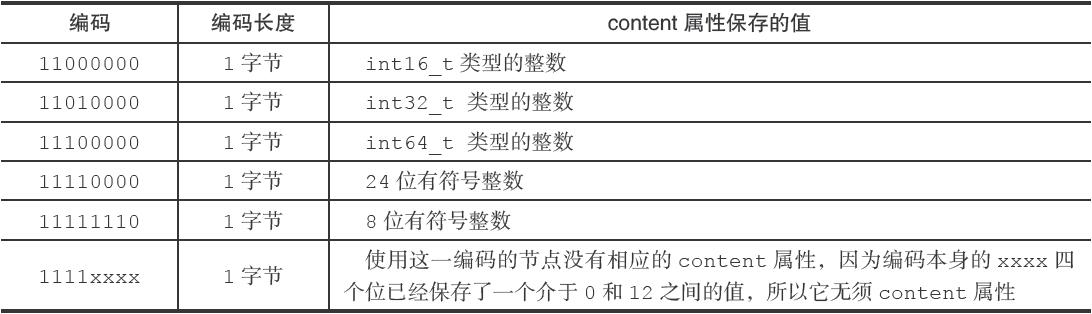 编码 编码长度 content 属性保存的值
11000000 1 字节 int16_t 类型的整数
11010000 1 字节 int32_t 类型的整数
11100000 1 字节 int64_t 类型的整数
11110000 1 字节 24 位有符号整数
11111110 1 字节 8 位有符号整数
1111xxxx 1 字节 使用这一编码的节点没有相应的 content 属性，因为编码本身的 xxxx 四
个位已经保存了一个介于 0 和 12 之间的值，所以它无须 content 属性